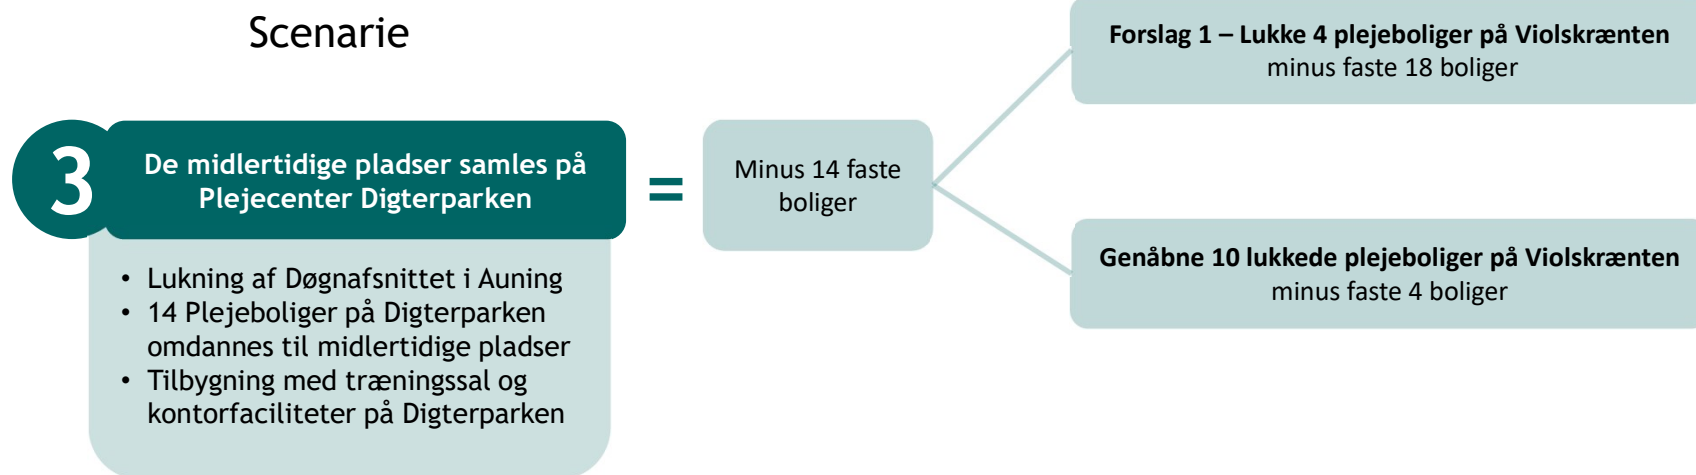 Scenarie
3
De midlertidige pladser samles på
Plejecenter Digterparken
• Lukning af Døgnafsnittet i Auning
• 14 Plejeboliger på Digterparken
omdannes til midlertidige pladser
• Tilbygning med træningssal og
kontorfaciliteter på Digterparken
=
Minus 14 faste
boliger
Forslag 1 – Lukke 4 plejeboliger på Violskrænten
minus faste 18 boliger
Genåbne 10 lukkede plejeboliger på Violskrænten
minus faste 4 boliger